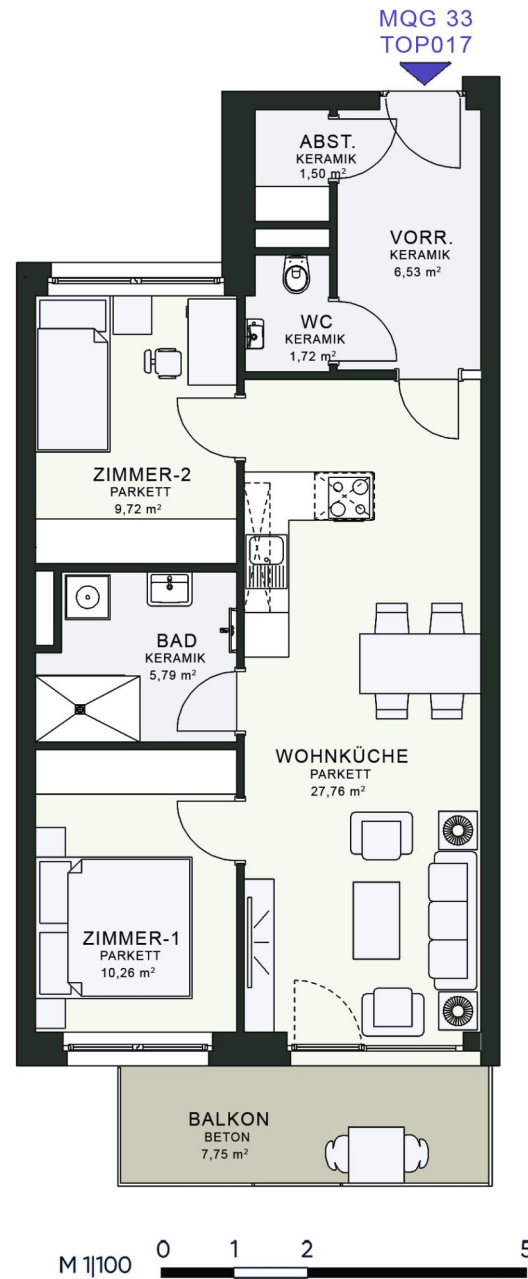 MQG 33
TOP017
ABST.
KERAMIK
1,50 m²
VORR.
KERAMIK
6,53 m²
WC
KERAMIK
1,72 m²
ZIMMER-2
PARKETT
9,72 m²
BAD
KERAMIK
5,79 m²
WOHNKÜCHE
PARKETT
27,76 m²
ZIMMER-1
PARKETT
10,26 m²
BALKON
BETON
7,75 m²
M 1|100 0 1 2 5